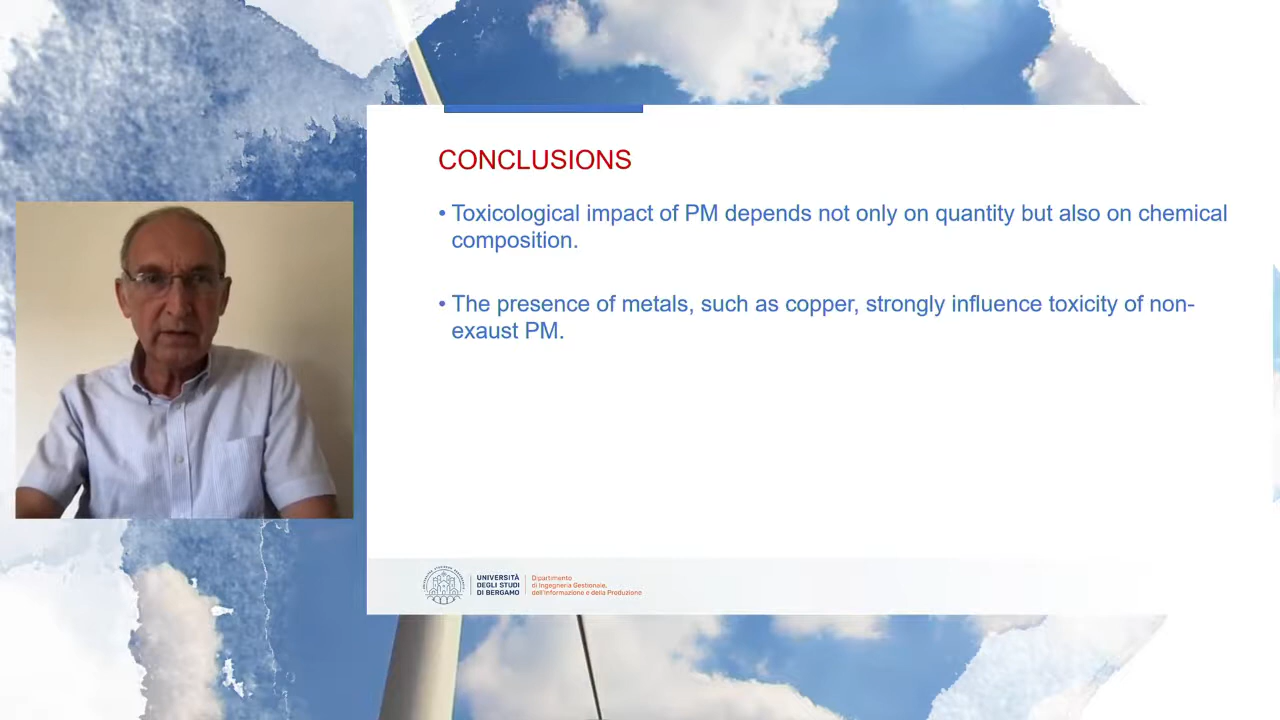 CONCLUSIONS
• Toxicological impact of PM depends not only on quantity but also on chemical
composition.
• The presence of metals, such as copper, strongly influence toxicity of non-
exaust PM.
UNIVERSITÀ
DEGLI STUDI
DI BERGAMO
Dipartimento
di Ingegneria Gestionale,
dell'Informazione e della Produzione